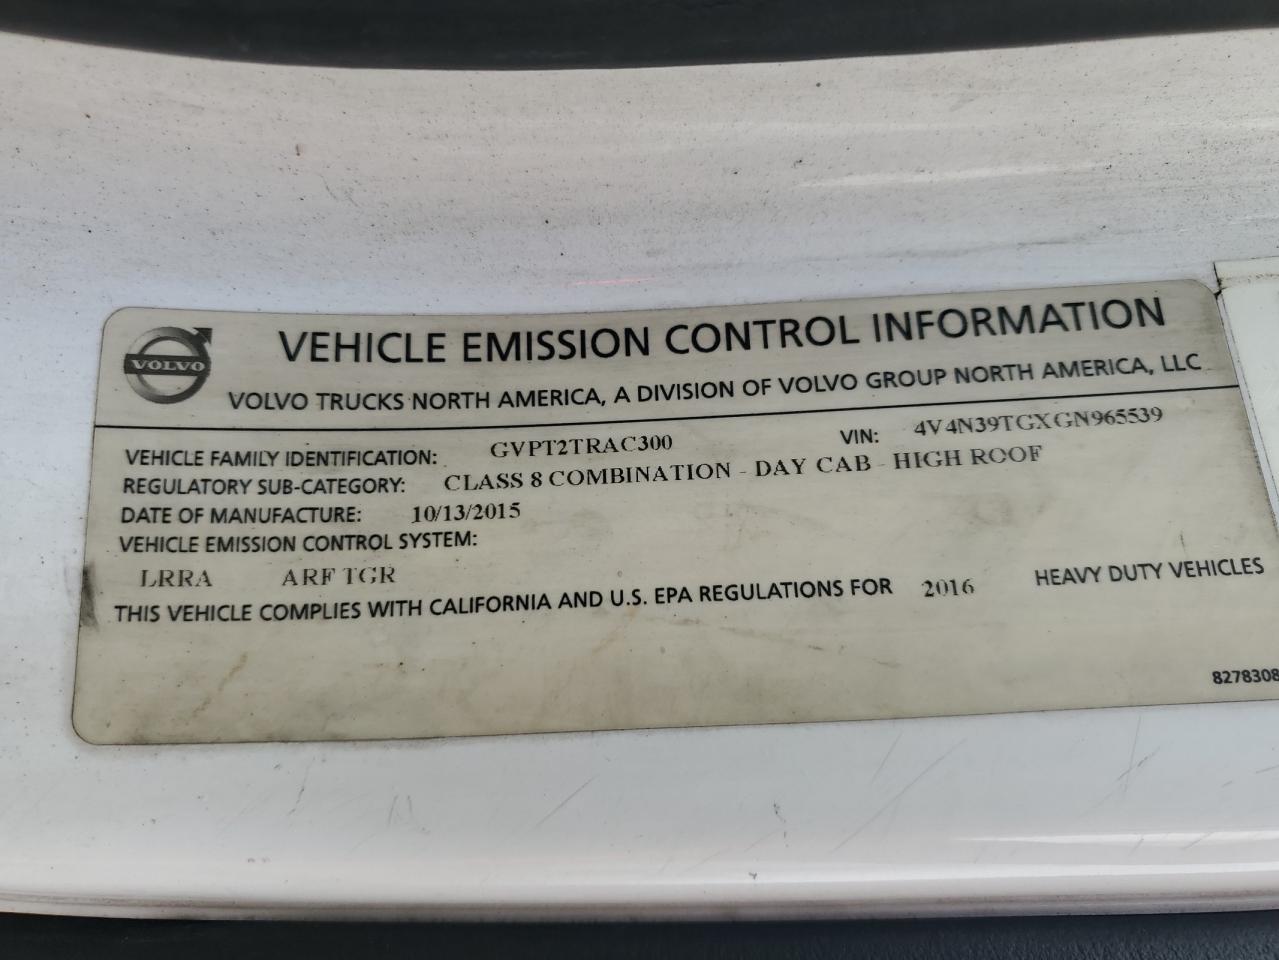 VOLVO
VEHICLE EMISSION CONTROL INFORMATION
VOLVO TRUCKS NORTH AMERICA, A DIVISION OF VOLVO GROUP NORTH AMERICA, LLC
VEHICLE FAMILY IDENTIFICATION: GVPT2TRAC300 VIN: 4V4N39TGXGN965539
REGULATORY SUB-CATEGORY: CLASS 8 COMBINATION - DAY CAB - HIGH ROOF
DATE OF MANUFACTURE: 10/13/2015
VEHICLE EMISSION CONTROL SYSTEM:
LRRA ARF TGR
THIS VEHICLE COMPLIES WITH CALIFORNIA AND U.S. EPA REGULATIONS FOR 2016 HEAVY DUTY VEHICLES
8278308